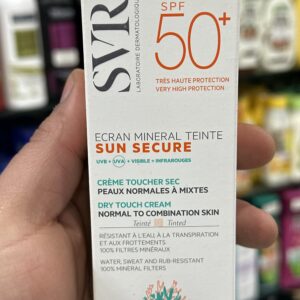 SVR
LABORATOIRE DERMATOLOGIQUE
SPF
50+
TRÈS HAUTE PROTECTION
VERY HIGH PROTECTION
ECRAN MINERAL TEINTE
SUN SECURE
UVB + UVA + VISIBLE + INFRAROUGES
CRÈME TOUCHER SEC
PEAUX NORMALES À MIXTES
DRY TOUCH CREAM
NORMAL TO COMBINATION SKIN
Teinté Tinted
RÉSISTANT À L'EAU, À LA TRANSPIRATION
ET AUX FROTTEMENTS
100% FILTRES MINÉRAUX
WATER, SWEAT AND RUB-RESISTANT
100% MINERAL FILTERS